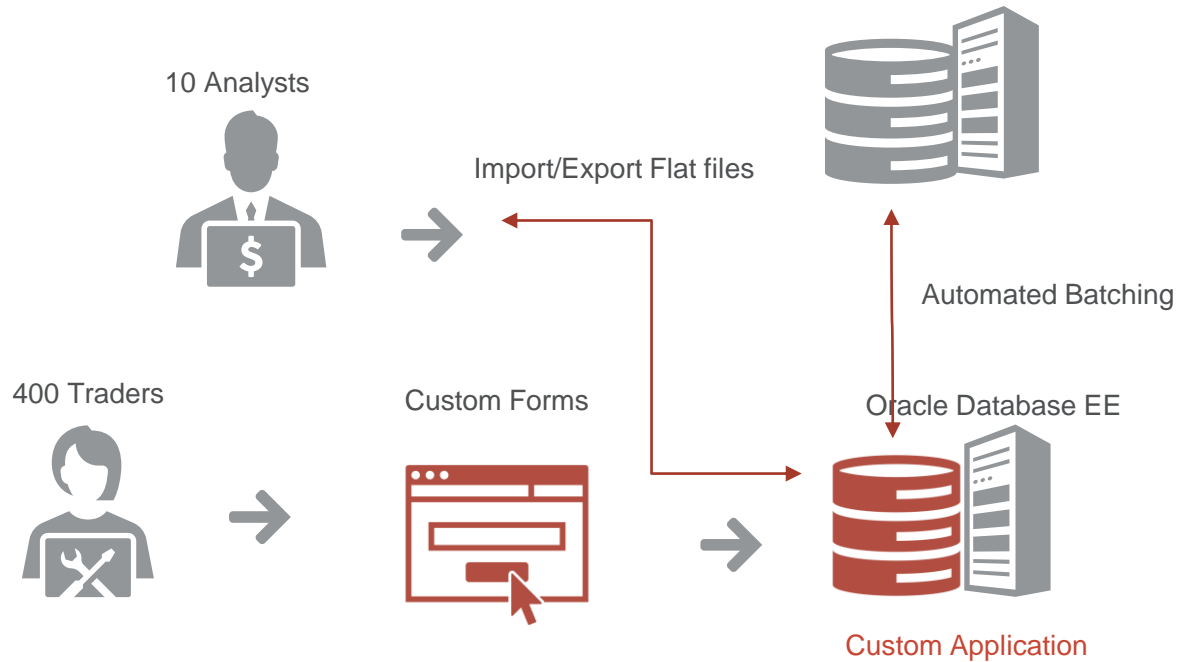 10 Analysts
Import/Export Flat files
$
Automated Batching
400 Traders
Custom Forms
Oracle Database EE
Custom Application